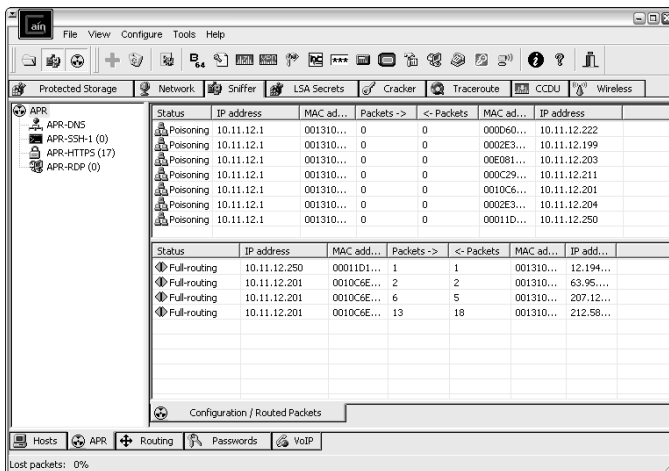 ain
File View Configure Tools Help
B 64 ***
Protected Storage Network Sniffer LSA Secrets Cracker Traceroute CCDU Wireless
APR
APR-DNS
APR-SSH-1 (0)
APR-HTTPS (17)
APR-RDP (0)
Status IP address MAC ad... Packets -> <- Packets MAC ad... IP address
Poisoning 10.11.12.1 001310... 0 0 000D60... 10.11.12.222
Poisoning 10.11.12.1 001310... 0 0 0002E3... 10.11.12.199
Poisoning 10.11.12.1 001310... 0 0 00E081... 10.11.12.203
Poisoning 10.11.12.1 001310... 0 0 000C29... 10.11.12.211
Poisoning 10.11.12.1 001310... 0 0 0010C6... 10.11.12.201
Poisoning 10.11.12.1 001310... 0 0 0002E3... 10.11.12.204
Poisoning 10.11.12.1 001310... 0 0 00011D... 10.11.12.250
Status IP address MAC add... Packets -> <- Packets MAC ad... IP add...
Full-routing 10.11.12.250 00011D1... 1 1 001310... 12.194...
Full-routing 10.11.12.201 0010C6E... 2 2 001310... 63.95....
Full-routing 10.11.12.201 0010C6E... 6 5 001310... 207.12...
Full-routing 10.11.12.201 0010C6E... 13 18 001310... 212.58...
Configuration / Routed Packets
Hosts APR Routing Passwords VoIP
Lost packets: 0%